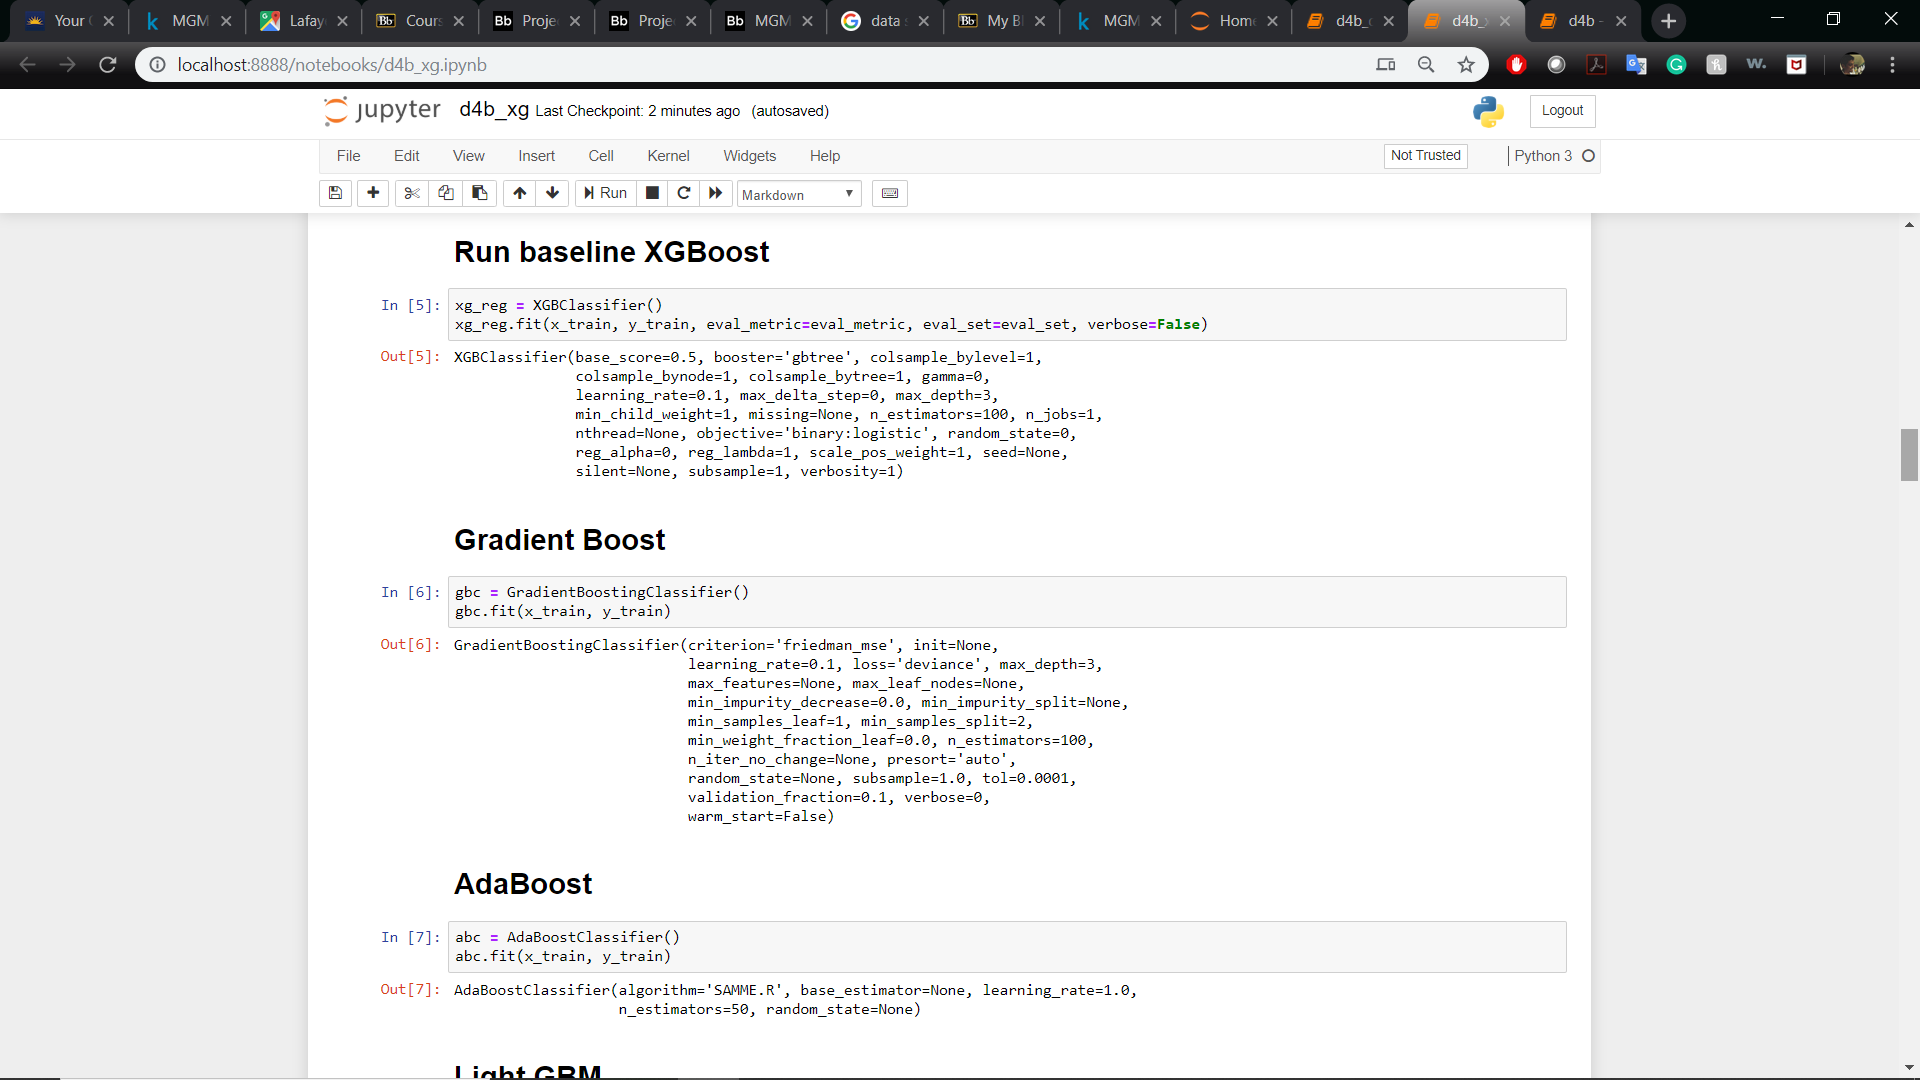 Your
MGM
Lafay
Bb Cours
Bb Proje
Bb Proje
Bb MGM
data
Bb My B
MGM
Home
d4b_
d4b_x
d4b -
localhost:8888/notebooks/d4b_xg.ipynb
jupyter d4b_xg Last Checkpoint: 2 minutes ago (autosaved)
Logout
File Edit View Insert Cell Kernel Widgets Help
Not Trusted
Python 3
Run
Markdown
Run baseline XGBoost
In [5]: xg_reg = XGBClassifier()
xg_reg.fit(x_train, y_train, eval_metric=eval_metric, eval_set=eval_set, verbose=False)
Out[5]: XGBClassifier(base_score=0.5, booster='gbtree', colsample_bylevel=1,
colsample_bynode=1, colsample_bytree=1, gamma=0,
learning_rate=0.1, max_delta_step=0, max_depth=3,
min_child_weight=1, missing=None, n_estimators=100, n_jobs=1,
nthread=None, objective='binary:logistic', random_state=0,
reg_alpha=0, reg_lambda=1, scale_pos_weight=1, seed=None,
silent=None, subsample=1, verbosity=1)
Gradient Boost
In [6]: gbc = GradientBoostingClassifier()
gbc.fit(x_train, y_train)
Out[6]: GradientBoostingClassifier(criterion='friedman_mse', init=None,
learning_rate=0.1, loss='deviance', max_depth=3,
max_features=None, max_leaf_nodes=None,
min_impurity_decrease=0.0, min_impurity_split=None,
min_samples_leaf=1, min_samples_split=2,
min_weight_fraction_leaf=0.0, n_estimators=100,
n_iter_no_change=None, presort='auto',
random_state=None, subsample=1.0, tol=0.0001,
validation_fraction=0.1, verbose=0,
warm_start=False)
AdaBoost
In [7]: abc = AdaBoostClassifier()
abc.fit(x_train, y_train)
Out[7]: AdaBoostClassifier(algorithm='SAMME.R', base_estimator=None, learning_rate=1.0,
n_estimators=50, random_state=None)
Light GBM